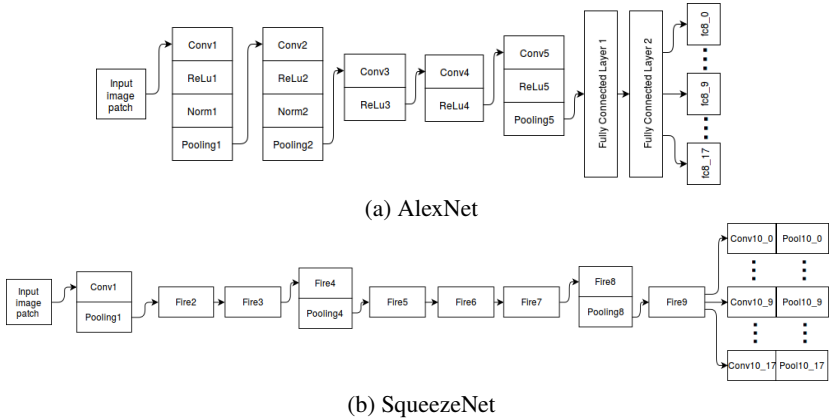 Input
image
patch
Conv1
ReLu1
Norm1
Pooling1
Conv2
ReLu2
Norm2
Pooling2
Conv3
ReLu3
Conv4
ReLu4
Conv5
ReLu5
Pooling5
Fully Connected Layer 1
Fully Connected Layer 2
fc8_0
fc8_9
fc8_17
(a) AlexNet
Input
image
patch
Conv1
Pooling1
Fire2
Fire3
Fire4
Pooling4
Fire5
Fire6
Fire7
Fire8
Pooling8
Fire9
Conv10_0 Pool10_0
Conv10_9 Pool10_9
Conv10_17 Pool10_17
(b) SqueezeNet